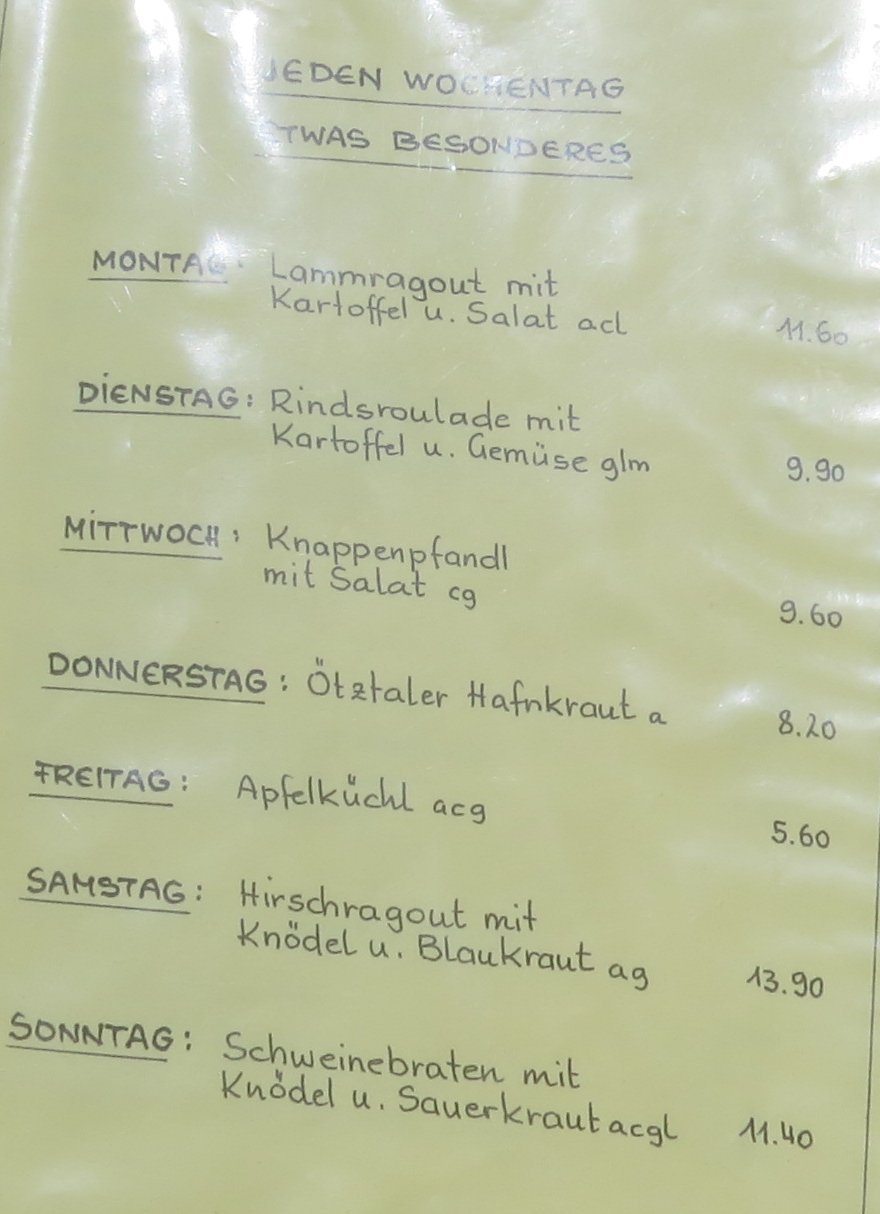 JEDEN WOCHENTAG
ETWAS BESONDERES
MONTAG: Lammragout mit
Kartoffel u. Salat acl 11.60
DIENSTAG: Rindsroulade mit
Kartoffel u. Gemüse glm 9.90
MITTWOCH: Knappenpfandl
mit Salat cg 9.60
DONNERSTAG: Ötztaler Hafnkraut a 8.20
FREITAG: Apfelküchl acg 5.60
SAMSTAG: Hirschragout mit
Knödel u. Blaukraut ag 13.90
SONNTAG: Schweinebraten mit
Knödel u. Sauerkraut acgl 11.40